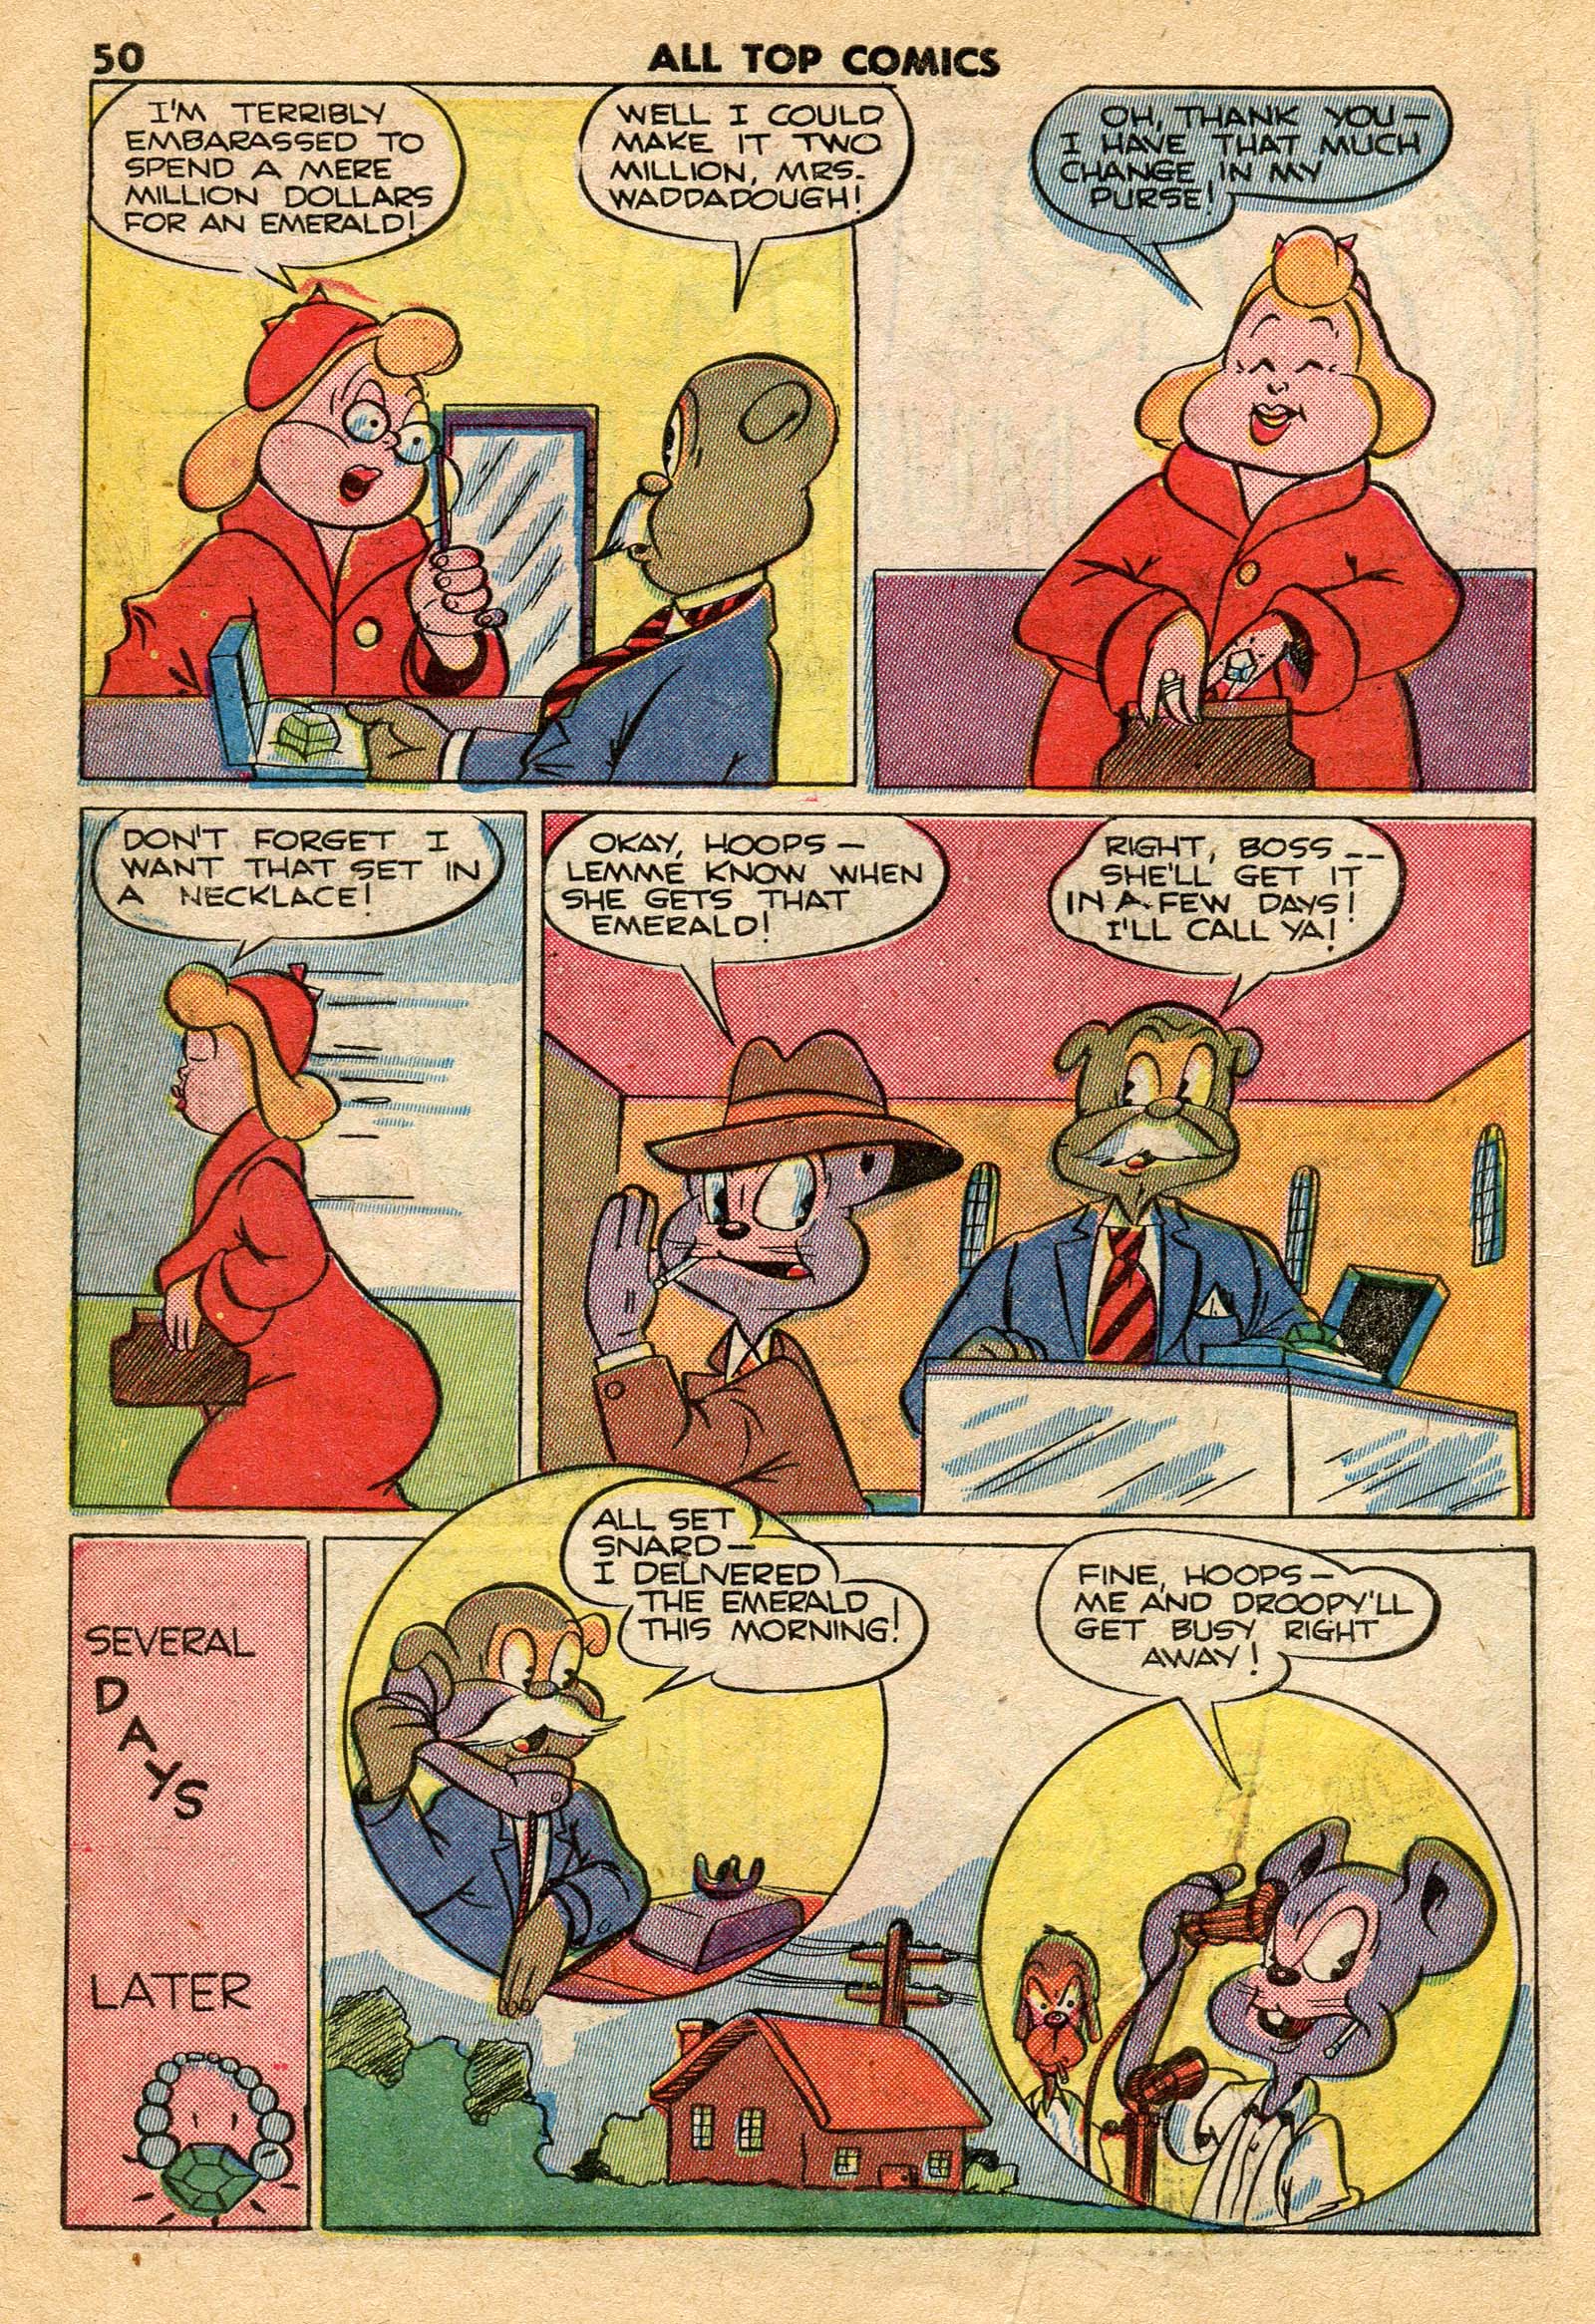 50
ALL TOP COMICS
I'M TERRIBLY
EMBARASSED TO
SPEND A MERE
MILLION DOLLARS
FOR AN EMERALD!
WELL I COULD
MAKE IT TWO
MILLION, MRS.
WADDADOUGH!
OH, THANK YOU—
I HAVE THAT MUCH
CHANGE IN MY
PURSE!
DON'T FORGET I
WANT THAT SET IN
A NECKLACE!
OKAY, HOOPS —
LEMME KNOW WHEN
SHE GETS THAT
EMERALD!
RIGHT, BOSS --
SHE'LL GET IT
IN A FEW DAYS!
I'LL CALL YA!
SEVERAL
DAYS
LATER
ALL SET
SNARD—
I DELIVERED
THE EMERALD
THIS MORNING!
FINE, HOOPS —
ME AND DROOPY'LL
GET BUSY RIGHT
AWAY!